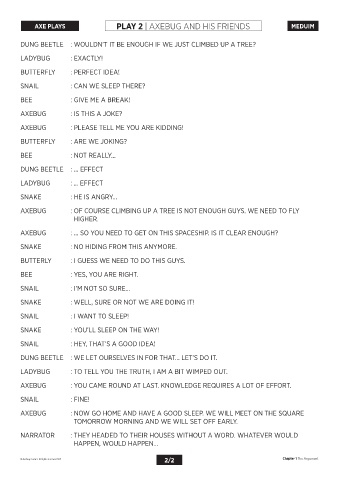 AXE PLAYS
PLAY 2 | AXEBUG AND HIS FRIENDS
MEDUIM
DUNG BEETLE : WOULDN'T IT BE ENOUGH IF WE JUST CLIMBED UP A TREE?
LADYBUG : EXACTLY!
BUTTERFLY : PERFECT IDEA!
SNAIL : CAN WE SLEEP THERE?
BEE : GIVE ME A BREAK!
AXEBUG : IS THIS A JOKE?
AXEBUG : PLEASE TELL ME YOU ARE KIDDING!
BUTTERFLY : ARE WE JOKING?
BEE : NOT REALLY...
DUNG BEETLE : ... EFFECT
LADYBUG : ... EFFECT
SNAKE : HE IS ANGRY...
AXEBUG : OF COURSE CLIMBING UP A TREE IS NOT ENOUGH GUYS. WE NEED TO FLY
HIGHER.
AXEBUG : ... SO YOU NEED TO GET ON THIS SPACESHIP. IS IT CLEAR ENOUGH?
SNAKE : NO HIDING FROM THIS ANYMORE.
BUTTERLY : I GUESS WE NEED TO DO THIS GUYS.
BEE : YES, YOU ARE RIGHT.
SNAIL : I'M NOT SO SURE...
SNAKE : WELL, SURE OR NOT WE ARE DOING IT!
SNAIL : I WANT TO SLEEP!
SNAKE : YOU'LL SLEEP ON THE WAY!
SNAIL : HEY, THAT'S A GOOD IDEA!
DUNG BEETLE : WE LET OURSELVES IN FOR THAT... LET'S DO IT.
LADYBUG : TO TELL YOU THE TRUTH, I AM A BIT WIMPED OUT.
AXEBUG : YOU CAME ROUND AT LAST. KNOWLEDGE REQUIRES A LOT OF EFFORT.
SNAIL : FINE!
AXEBUG : NOW GO HOME AND HAVE A GOOD SLEEP. WE WILL MEET ON THE SQUARE
TOMORROW MORNING AND WE WILL SET OFF EARLY.
NARRATOR : THEY HEADED TO THEIR HOUSES WITHOUT A WORD. WHATEVER WOULD
HAPPEN, WOULD HAPPEN...
2/2
Chapter